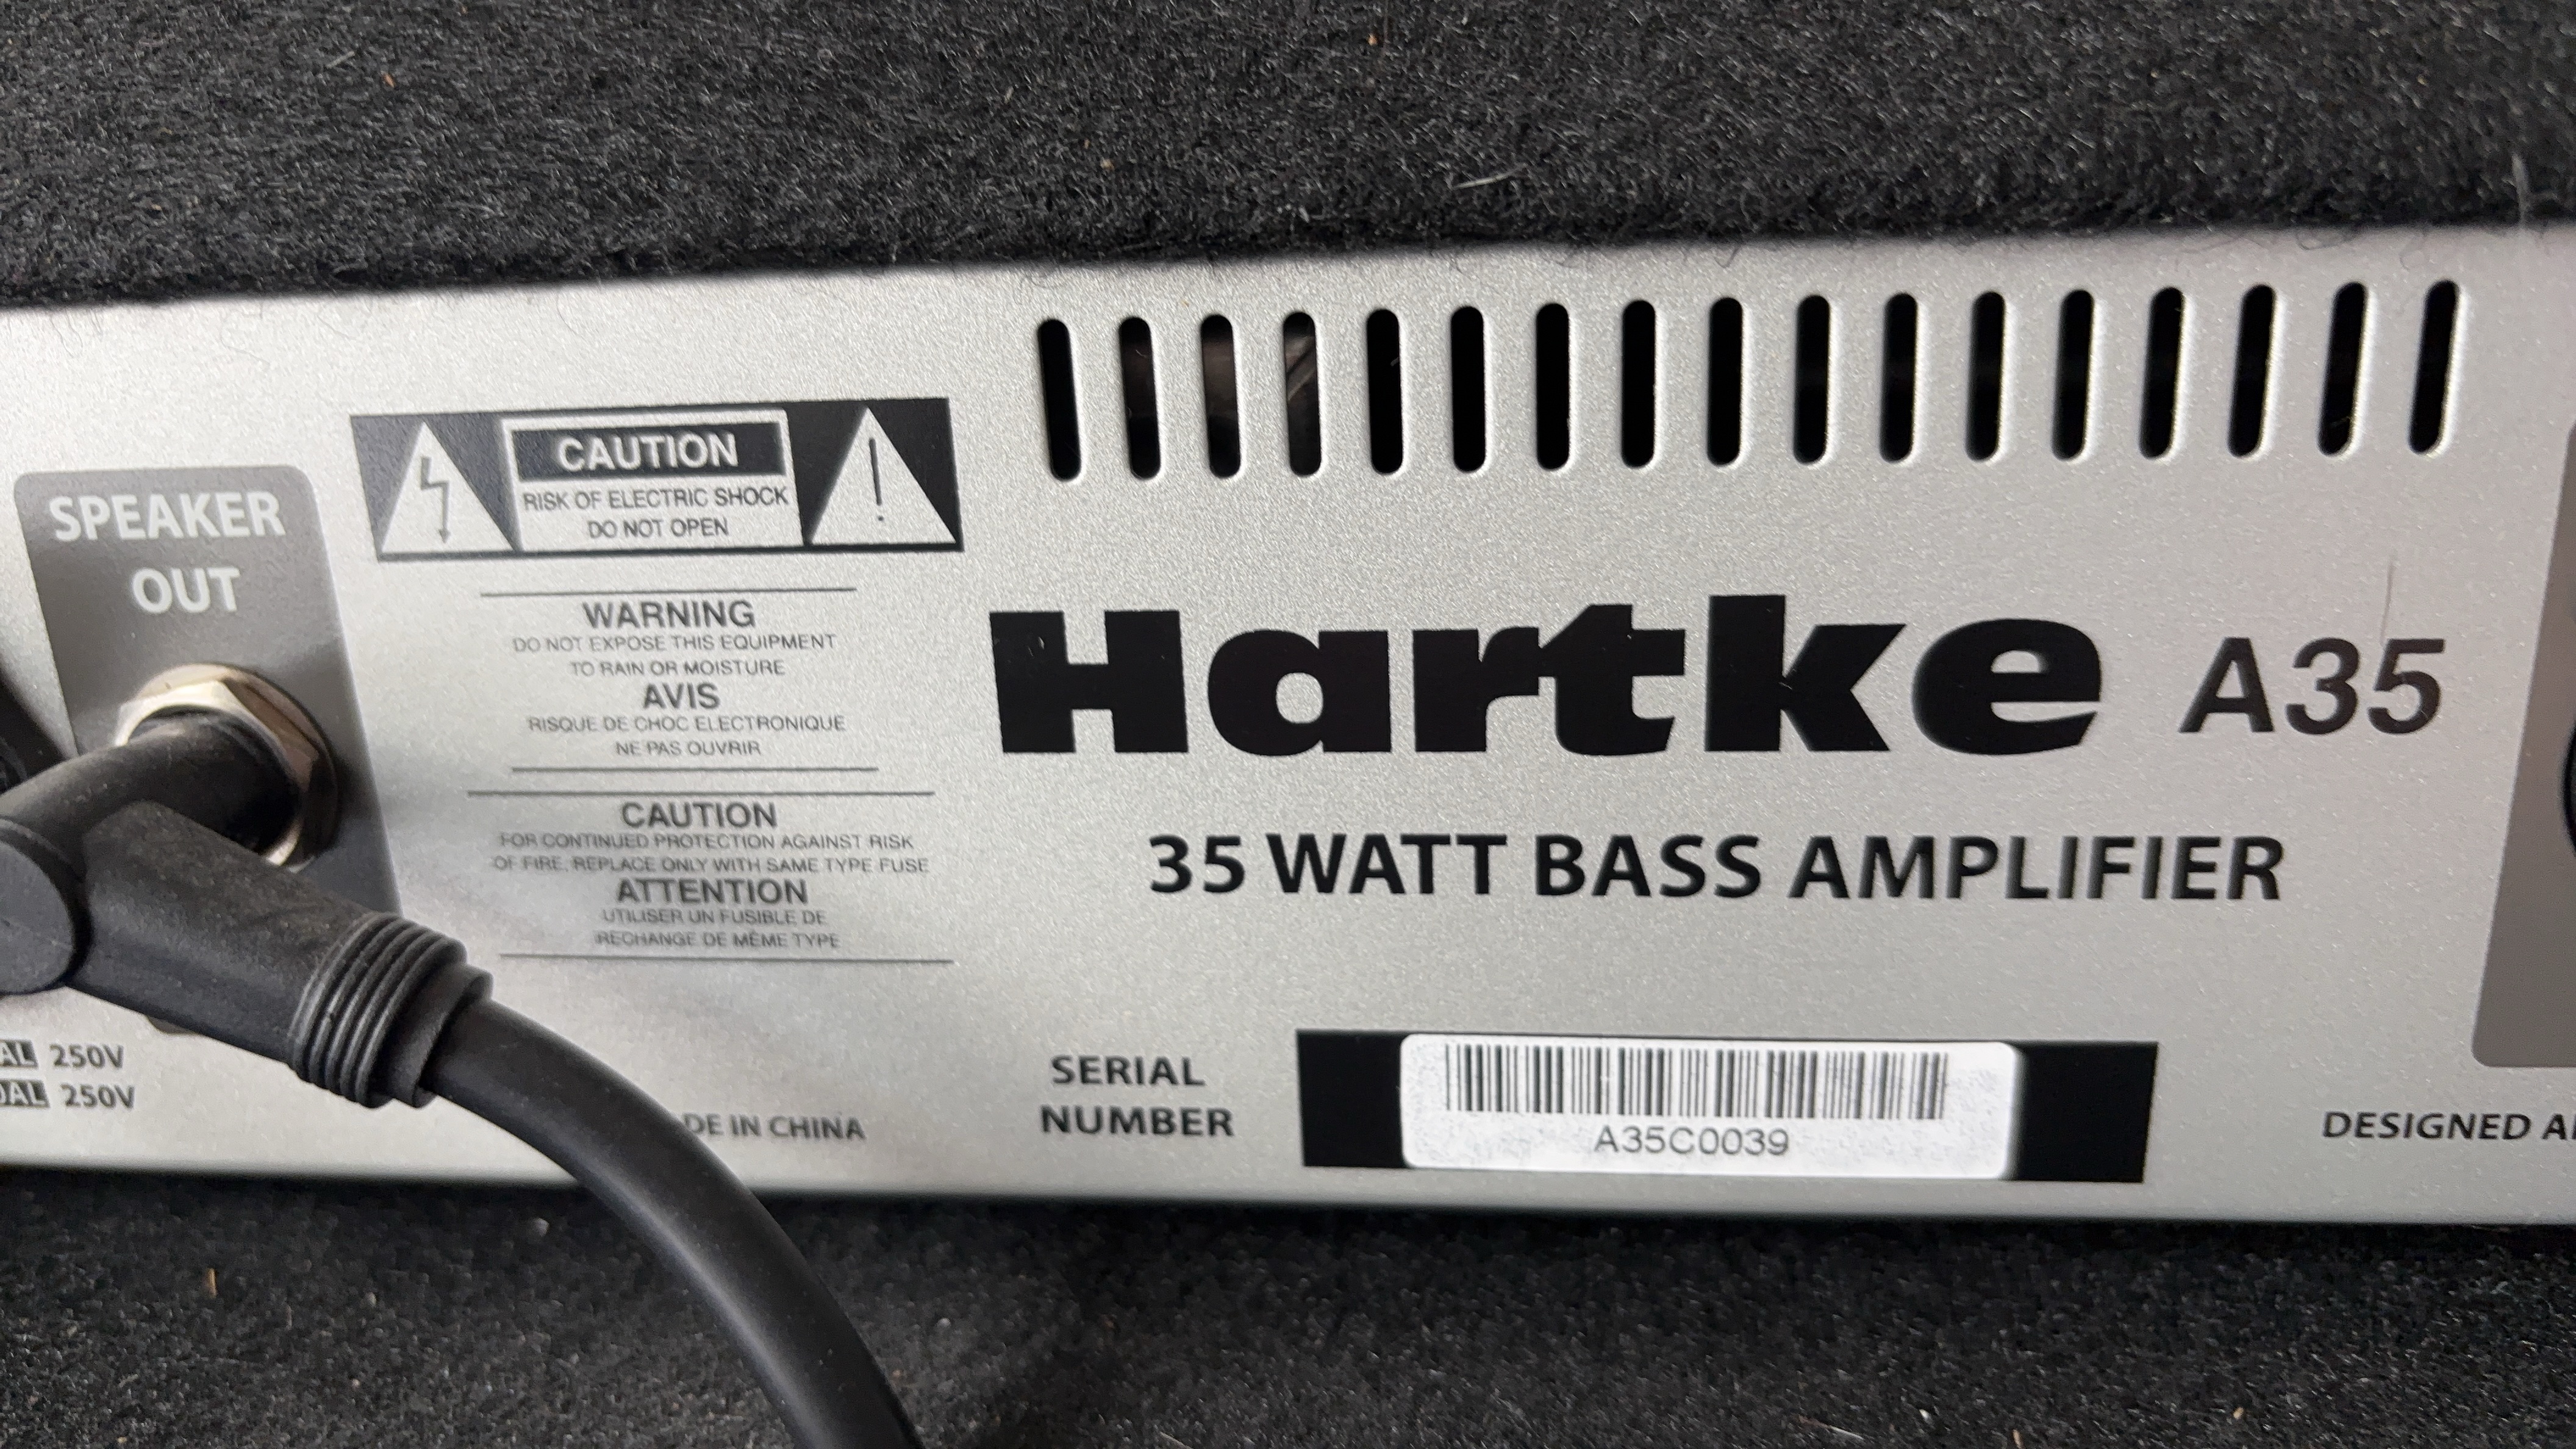 SPEAKER
OUT
CAUTION
RISK OF ELECTRIC SHOCK
DO NOT OPEN
WARNING
DO NOT EXPOSE THIS EQUIPMENT
TO RAIN OR MOISTURE
AVIS
RISQUE DE CHOC ELECTRONIQUE
NE PAS OUVRIR
CAUTION
FOR CONTINUED PROTECTION AGAINST RISK
OF FIRE, REPLACE ONLY WITH SAME TYPE FUSE
ATTENTION
UTILISER UN FUSIBLE DE
RECHANGE DE MÊME TYPE
250V
250V
IN CHINA
Hartke A35
35 WATT BASS AMPLIFIER
SERIAL
NUMBER
A35C0039
DESIGNED